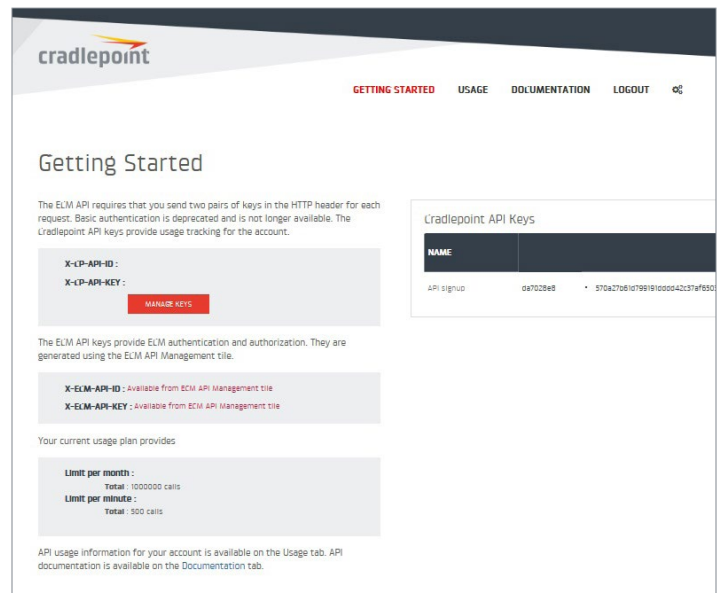 cradlepoint
GETTING STARTED USAGE DOCUMENTATION LOGOUT
Getting Started
The ECM API requires that you send two pairs of keys in the HTTP header for each
request. Basic authentication is deprecated and is not longer available. The
Cradlepoint API keys provide usage tracking for the account.
X-CP-API-ID :
X-CP-API-KEY :
MANAGE KEYS
The ECM API keys provide ECM authentication and authorization. They are
generated using the ECM API Management tile.
X-ECM-API-ID : Available from ECM API Management tile
X-ECM-API-KEY : Available from ECM API Management tile
Your current usage plan provides
Limit per month :
Total : 1000000 calls
Limit per minute :
Total : 500 calls
API usage information for your account is available on the Usage tab. API
documentation is available on the Documentation tab.
Cradlepoint API Keys
NAME
API signup da7028e8 •